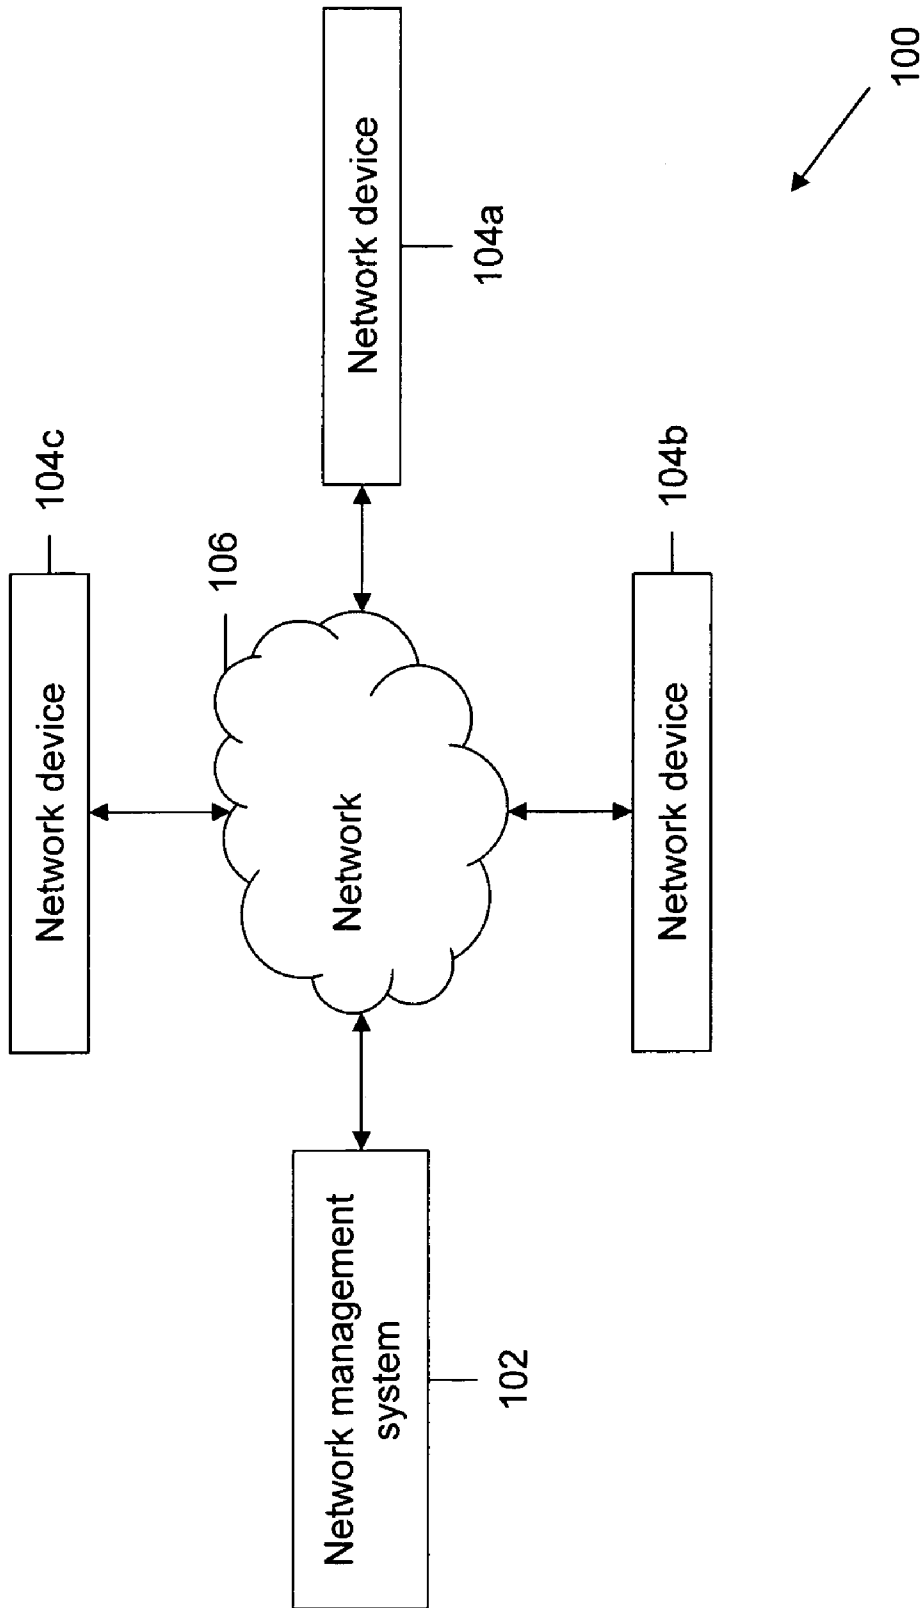 Network device
104c
106
Network management
system
102
Network
Network device
104a
Network device
104b
100